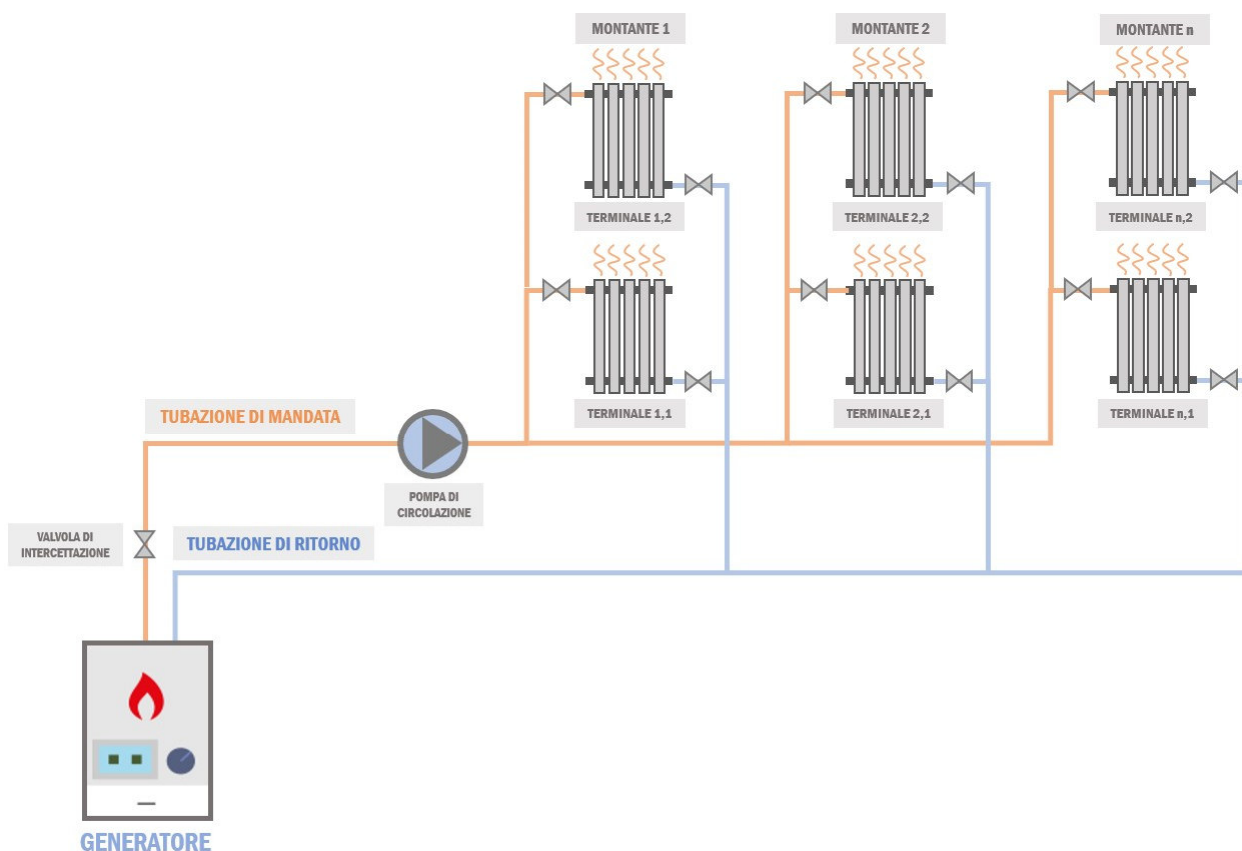 MONTANTE 1
MONTANTE 2
MONTANTE n
TERMINALE 1,2
TERMINALE 2,2
TERMINALE n,2
TERMINALE 1,1
TERMINALE 2,1
TERMINALE n,1
TUBAZIONE DI MANDATA
POMPA DI
CIRCOLAZIONE
VALVOLA DI
INTERCETTAZIONE
TUBAZIONE DI RITORNO
GENERATORE